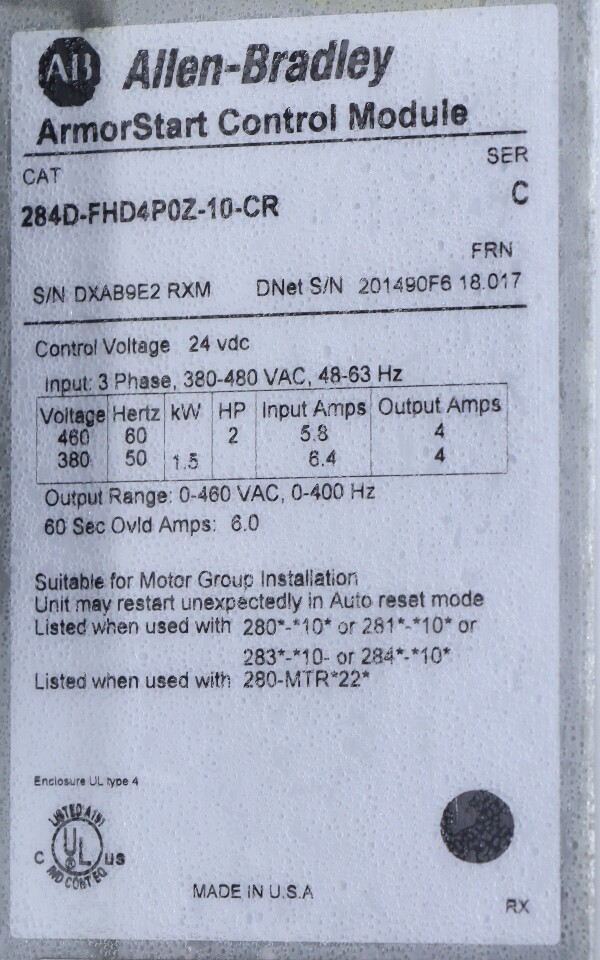 AB Allen-Bradley
ArmorStart Control Module
CAT SER
284D-FHD4P0Z-10-CR C
FRN
S/N DXAB9E2 RXM DNet S/N 201490F6 18.017
Control Voltage 24 vdc
Input: 3 Phase, 380-480 VAC, 48-63 Hz
Voltage Hertz kW HP Input Amps Output Amps
460 60 2 5.8 4
380 50 1.5 6.4 4
Output Range: 0-460 VAC, 0-400 Hz
60 Sec Ovld Amps: 6.0
Suitable for Motor Group Installation
Unit may restart unexpectedly in Auto reset mode
Listed when used with 280*-*10* or 281*-*10* or
283*-*10- or 284*-*10*
Listed when used with 280-MTR*22*
Enclosure UL type 4
LISTED
C UL US
IND CONT EQ
MADE IN U.S.A
RX